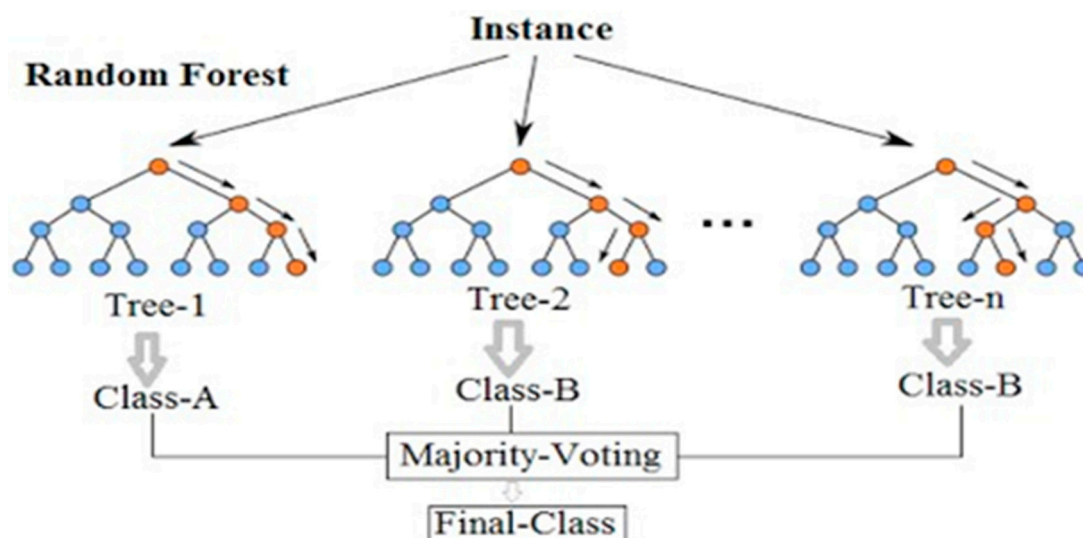 Instance
Random Forest
...
Tree-1
Tree-2
Tree-n
Class-A
Class-B
Class-B
Majority-Voting
Final-Class